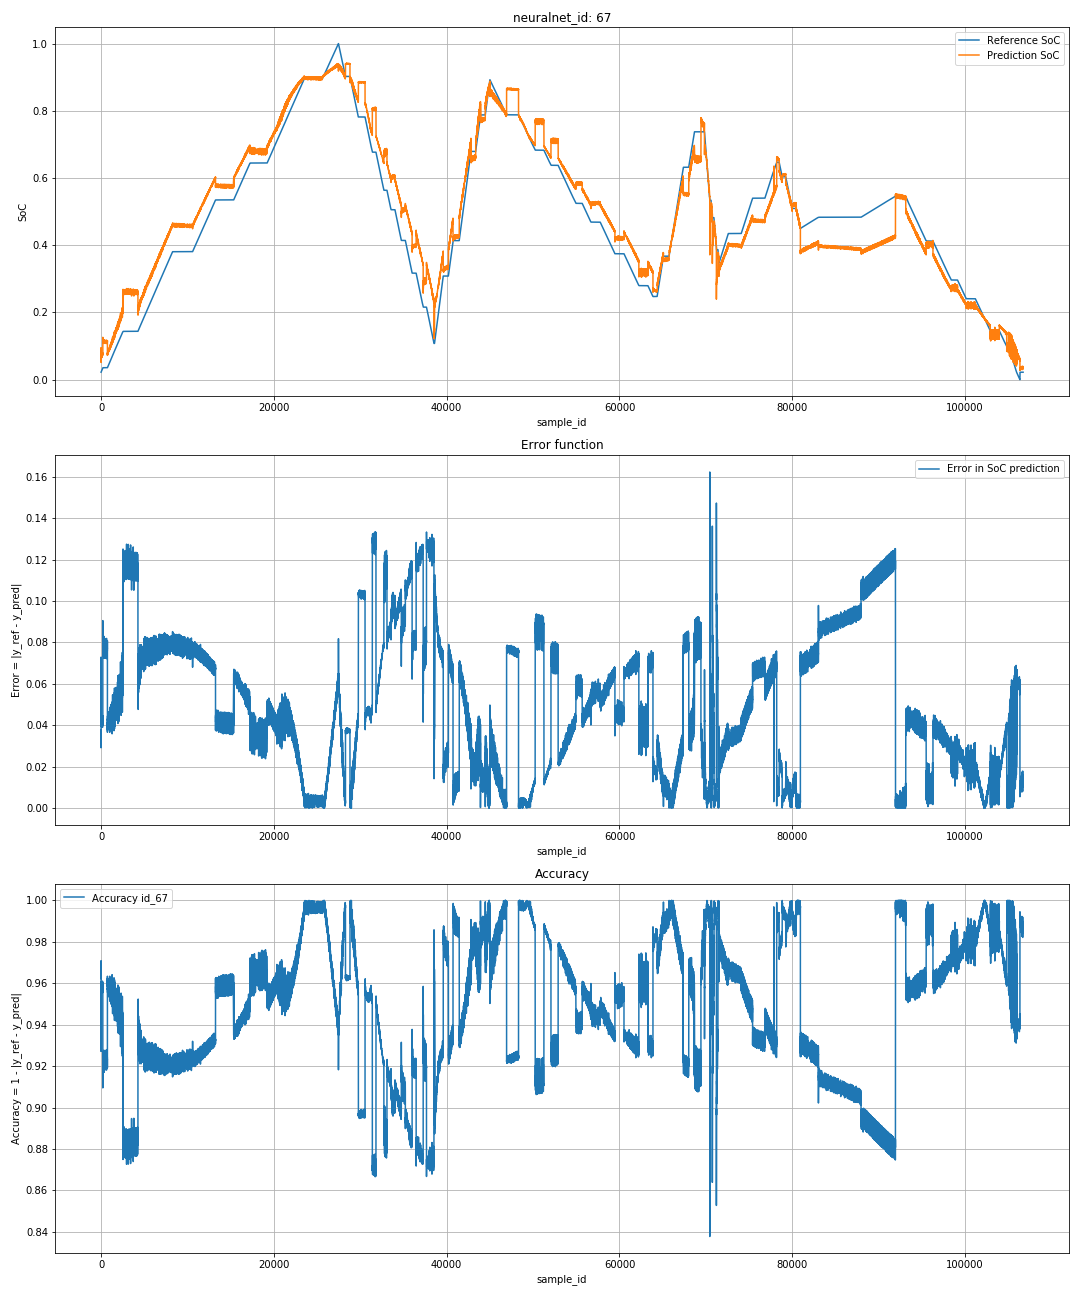 neuralnet_id: 67
SoC
1.0
0.8
0.6
0.4
0.2
0.0
Reference SoC
Prediction SoC
0 20000 40000 60000 80000 100000
sample_id
Error function
Error = |y_ref - y_pred|
0.16
0.14
0.12
0.10
0.08
0.06
0.04
0.02
0.00
Error in SoC prediction
0 20000 40000 60000 80000 100000
sample_id
Accuracy
Accuracy = 1 - |y_ref - y_pred|
1.00
0.98
0.96
0.94
0.92
0.90
0.88
0.86
0.84
Accuracy id_67
0 20000 40000 60000 80000 100000
sample_id